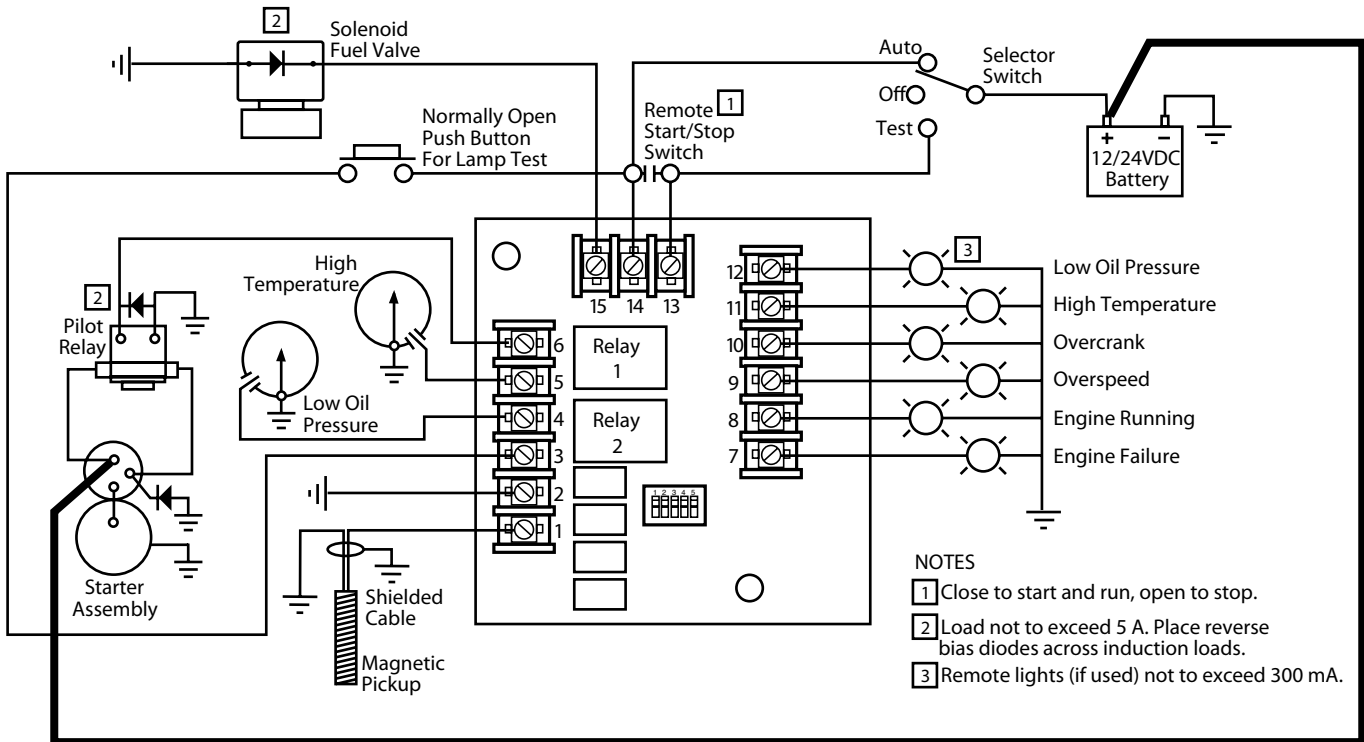 2
Solenoid
Fuel Valve
Normally Open
Push Button
For Lamp Test
Remote 1
Start/Stop
Switch
Auto
Off
Test
Selector
Switch
+ −
12/24VDC
Battery
2
Pilot
Relay
High
Temperature
Low Oil
Pressure
Starter
Assembly
Shielded
Cable
Magnetic
Pickup
15 14 13
6
5
4
3
2
1
Relay
1
Relay
2
1 2 3 4 5
12
11
10
9
8
7
3
Low Oil Pressure
High Temperature
Overcrank
Overspeed
Engine Running
Engine Failure
NOTES
1 Close to start and run, open to stop.
2 Load not to exceed 5 A. Place reverse
bias diodes across induction loads.
3 Remote lights (if used) not to exceed 300 mA.